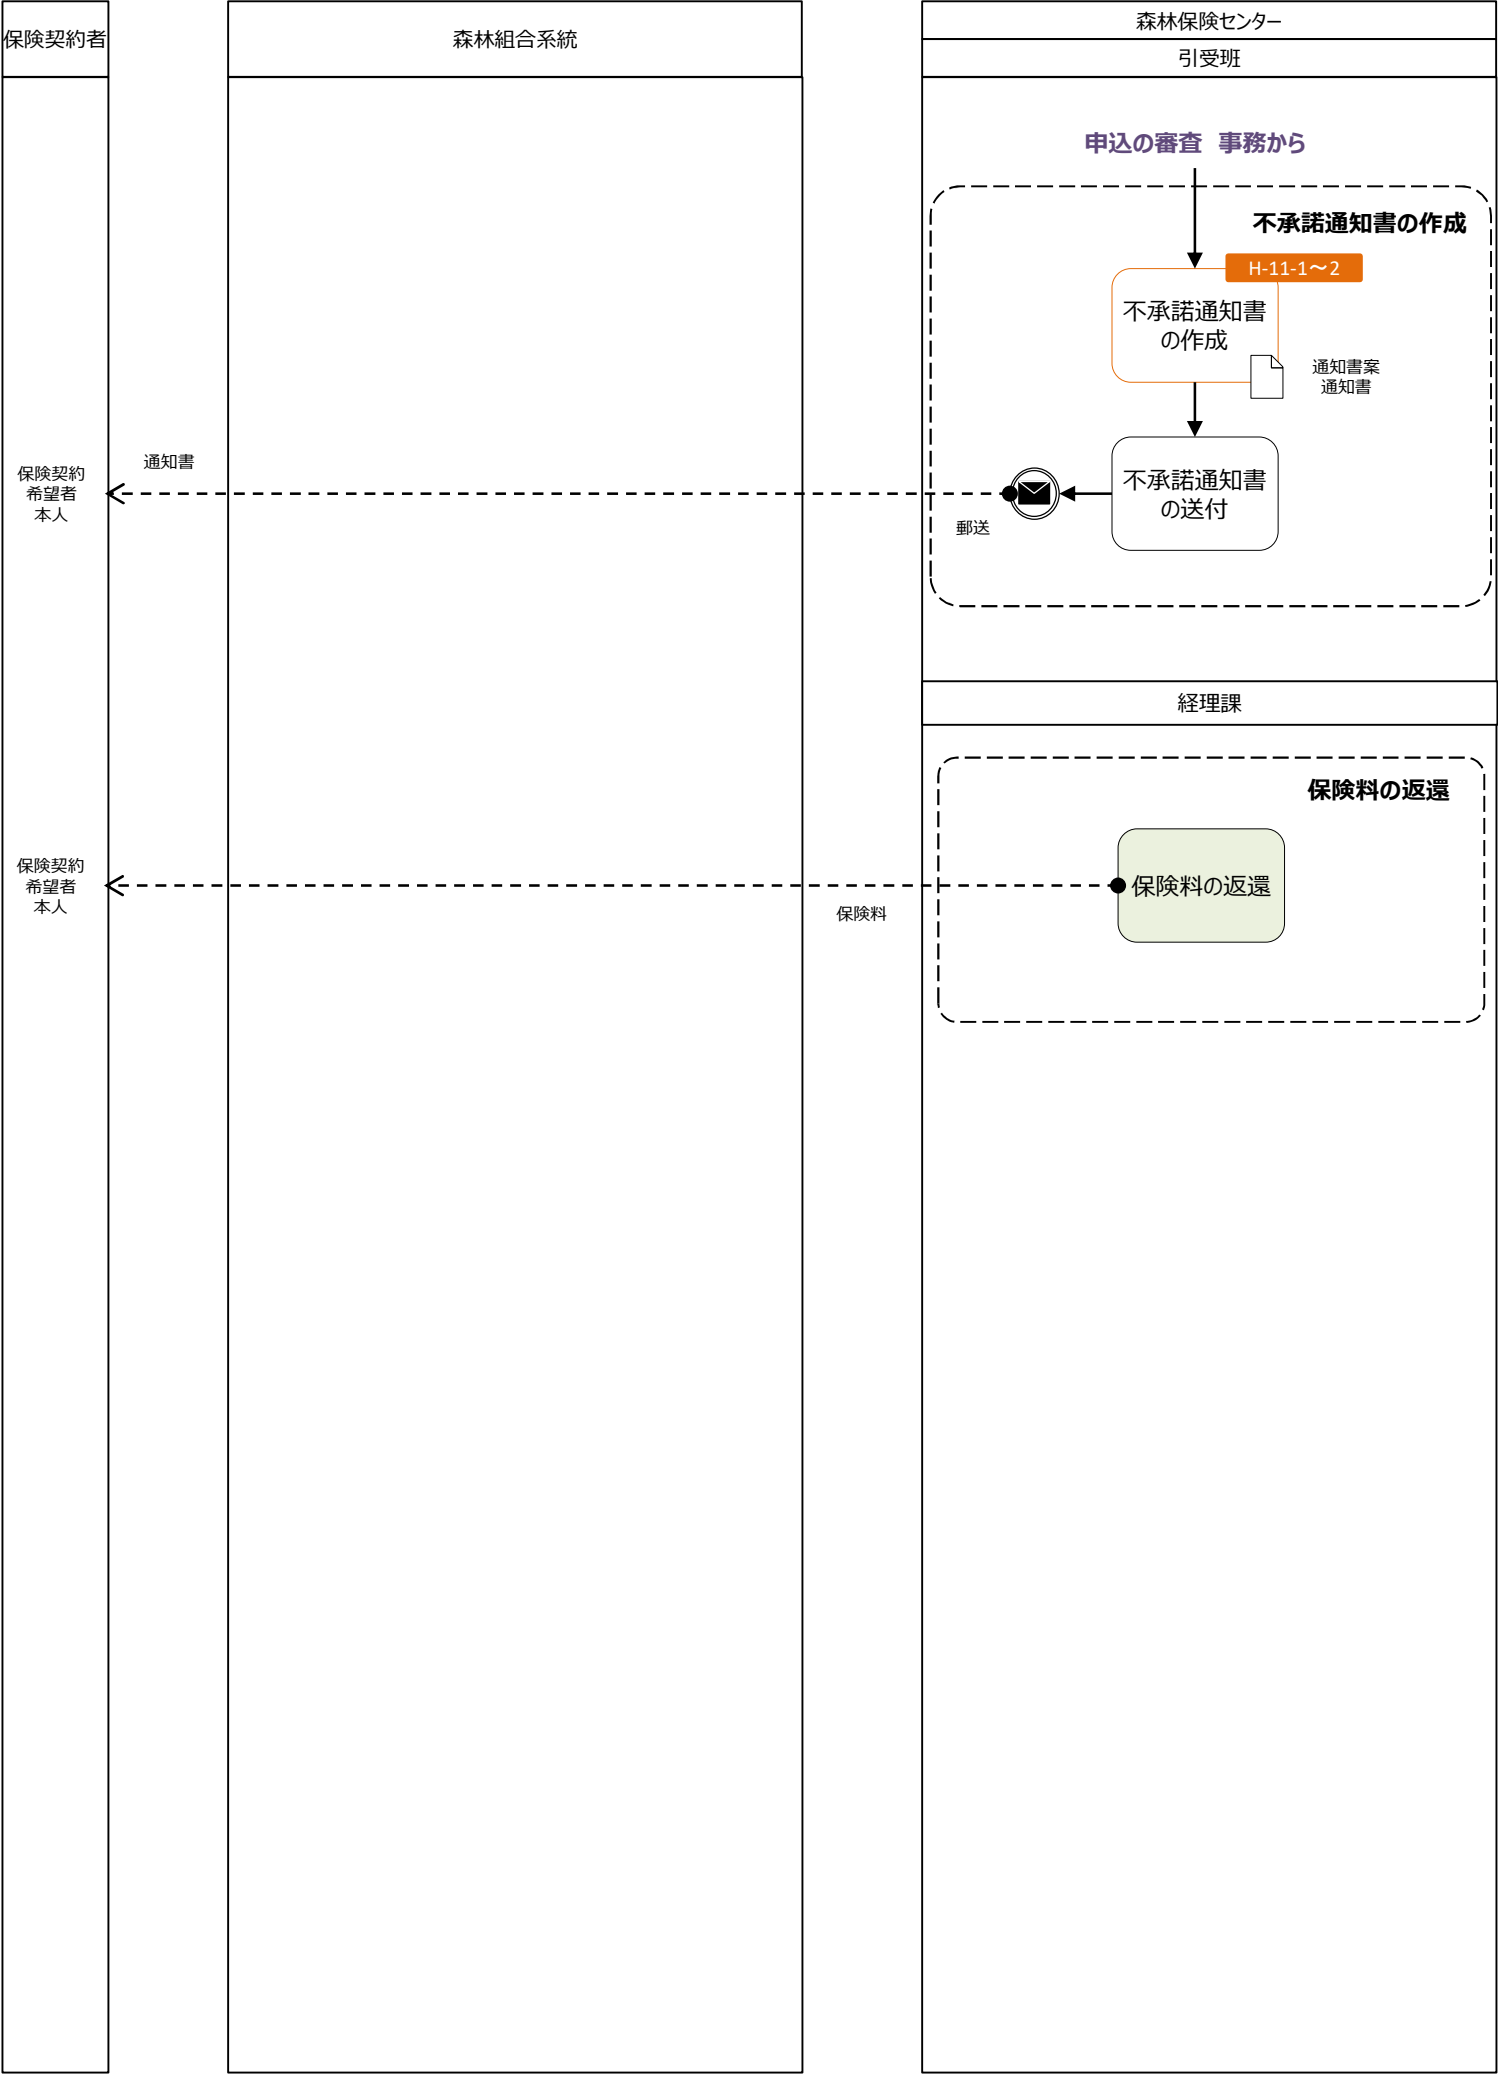 保険契約者
森林組合系統
森林保険センター
引受班
申込の審査　事務から
不承諾通知書の作成
H-11-1～2
不承諾通知書
の作成
通知書案
通知書
通知書
保険契約
希望者
本人
不承諾通知書
の送付
郵送
経理課
保険料の返還
保険契約
希望者
本人
保険料の返還
保険料